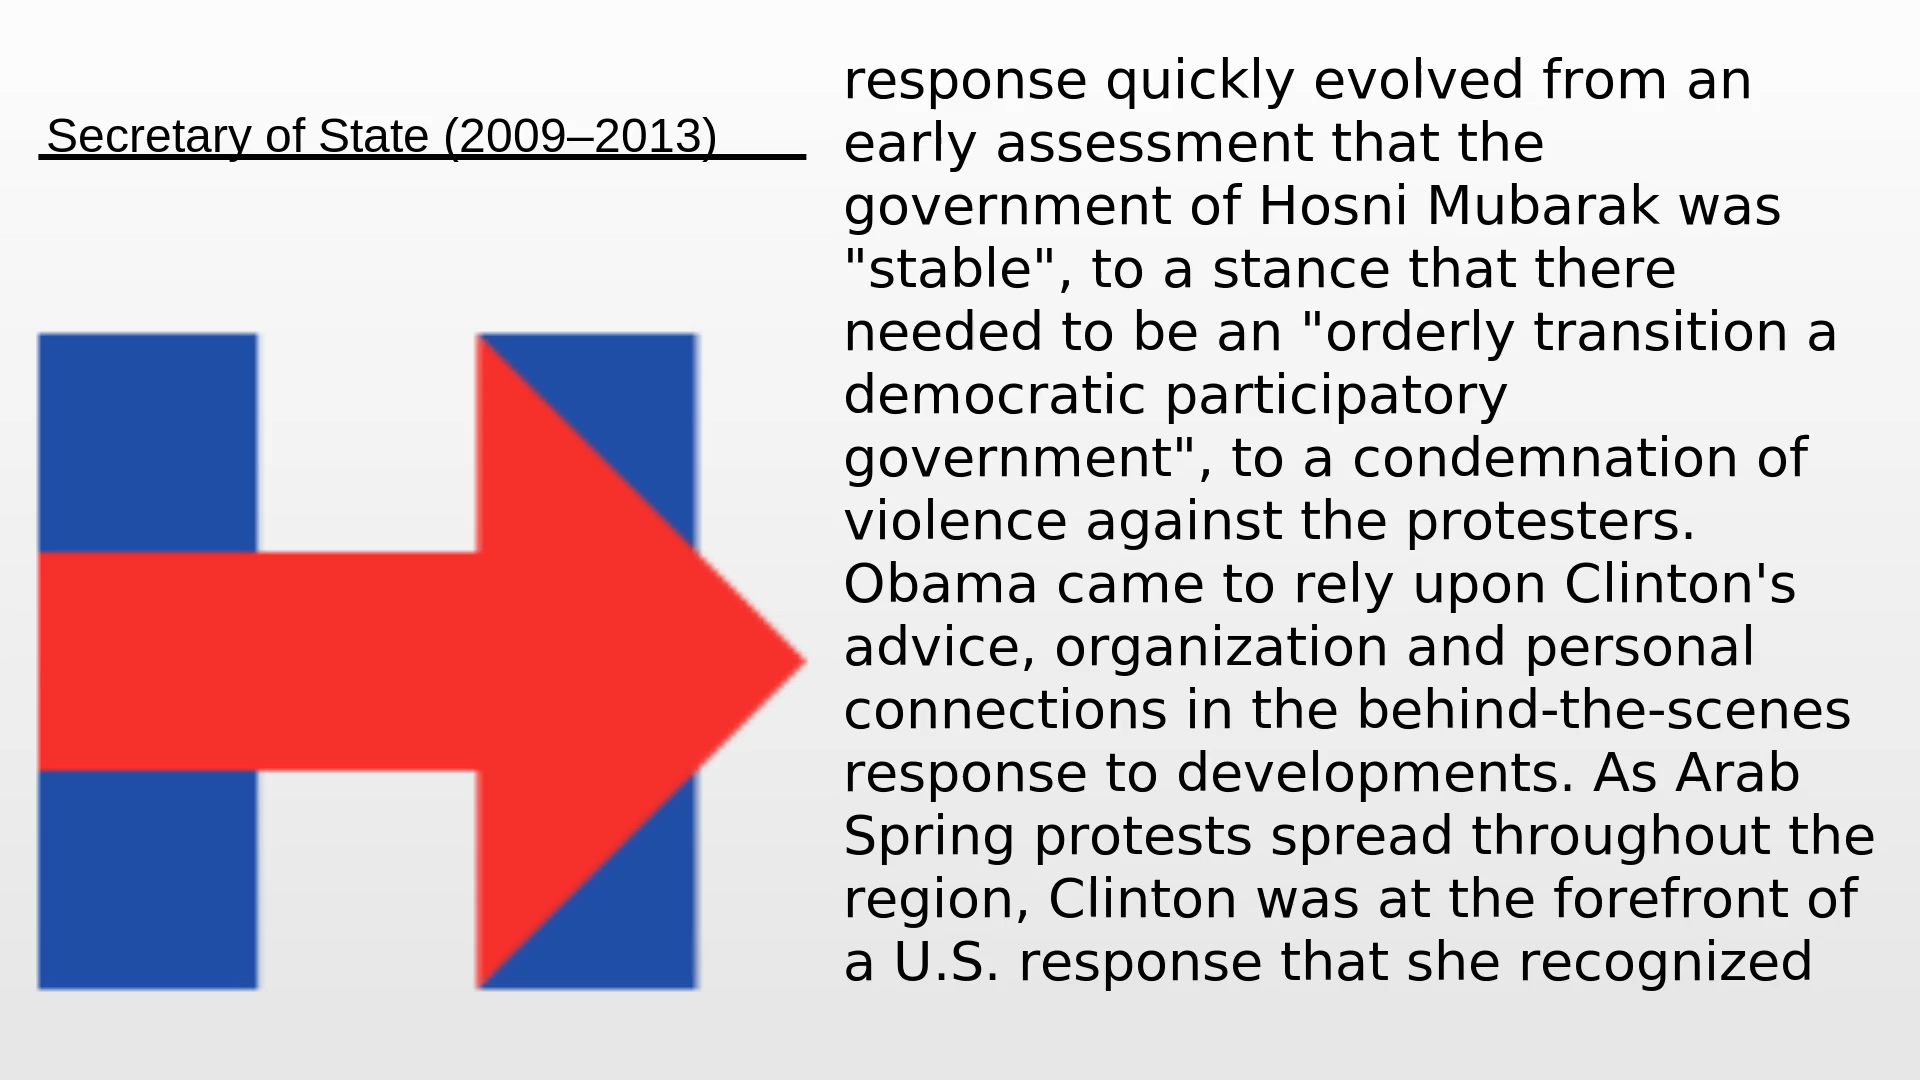 Secretary of State (2009–2013)
response quickly evolved from an
early assessment that the
government of Hosni Mubarak was
"stable", to a stance that there
needed to be an "orderly transition a
democratic participatory
government", to a condemnation of
violence against the protesters.
Obama came to rely upon Clinton's
advice, organization and personal
connections in the behind-the-scenes
response to developments. As Arab
Spring protests spread throughout the
region, Clinton was at the forefront of
a U.S. response that she recognized